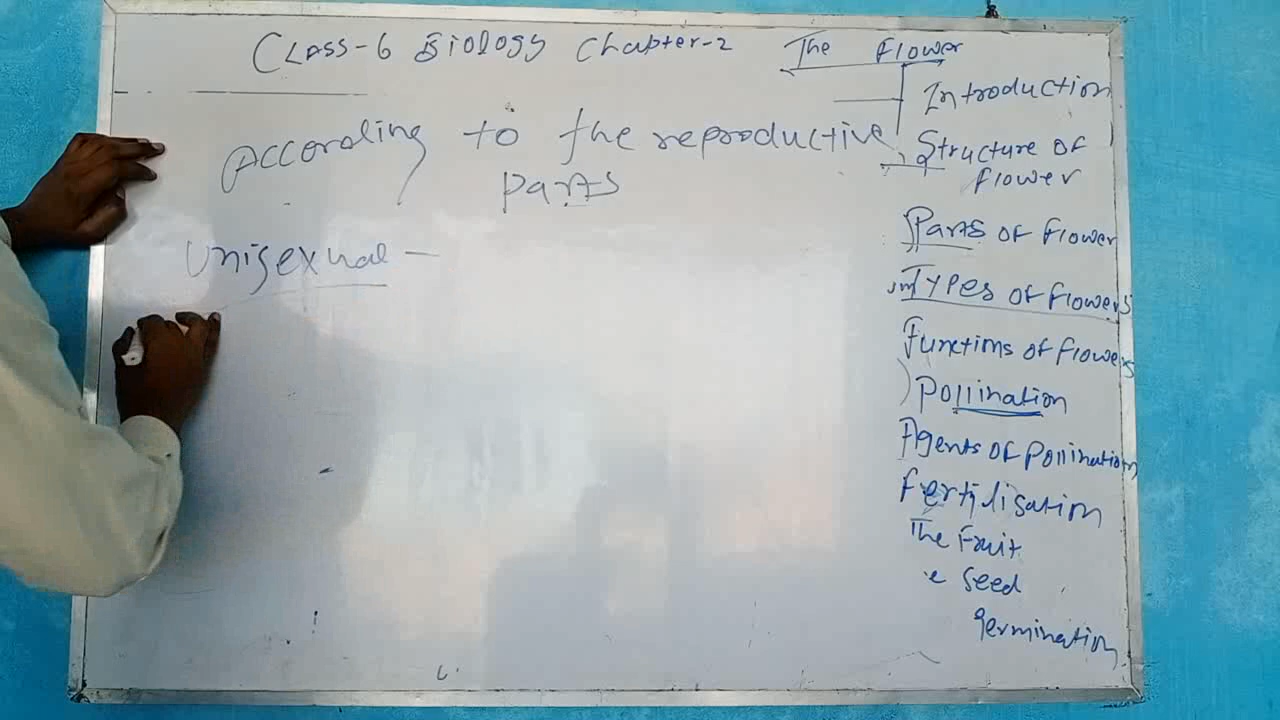 Class-6 Biology Chapter-2 The Flower
According to the reproductive
parts
Unisexual -
Introduction
Structure of
flower
Parts of flower
Types of flowers
Functions of flowers
Pollination
Agents of Pollination
Fertilisation
The Fruit
Seed
germination